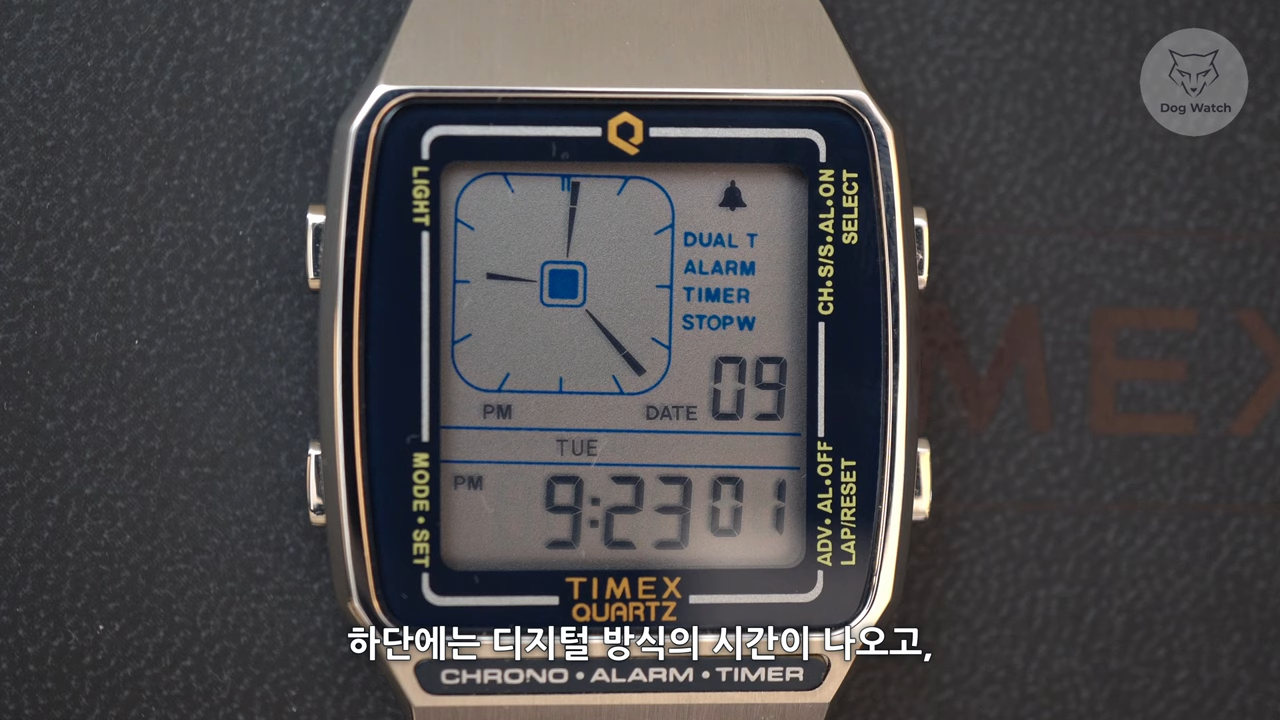 Dog Watch
LIGHT
MODE • SET
CH.S/S.AL.ON
SELECT
ADV. AL.OFF
LAP/RESET
DUAL T
ALARM
TIMER
STOPW
PM
DATE 09
TUE
PM 9:23 01
TIMEX
QUARTZ
하단에는 디지털 방식의 시간이 나오고,
CHRONO • ALARM • TIMER
MEX